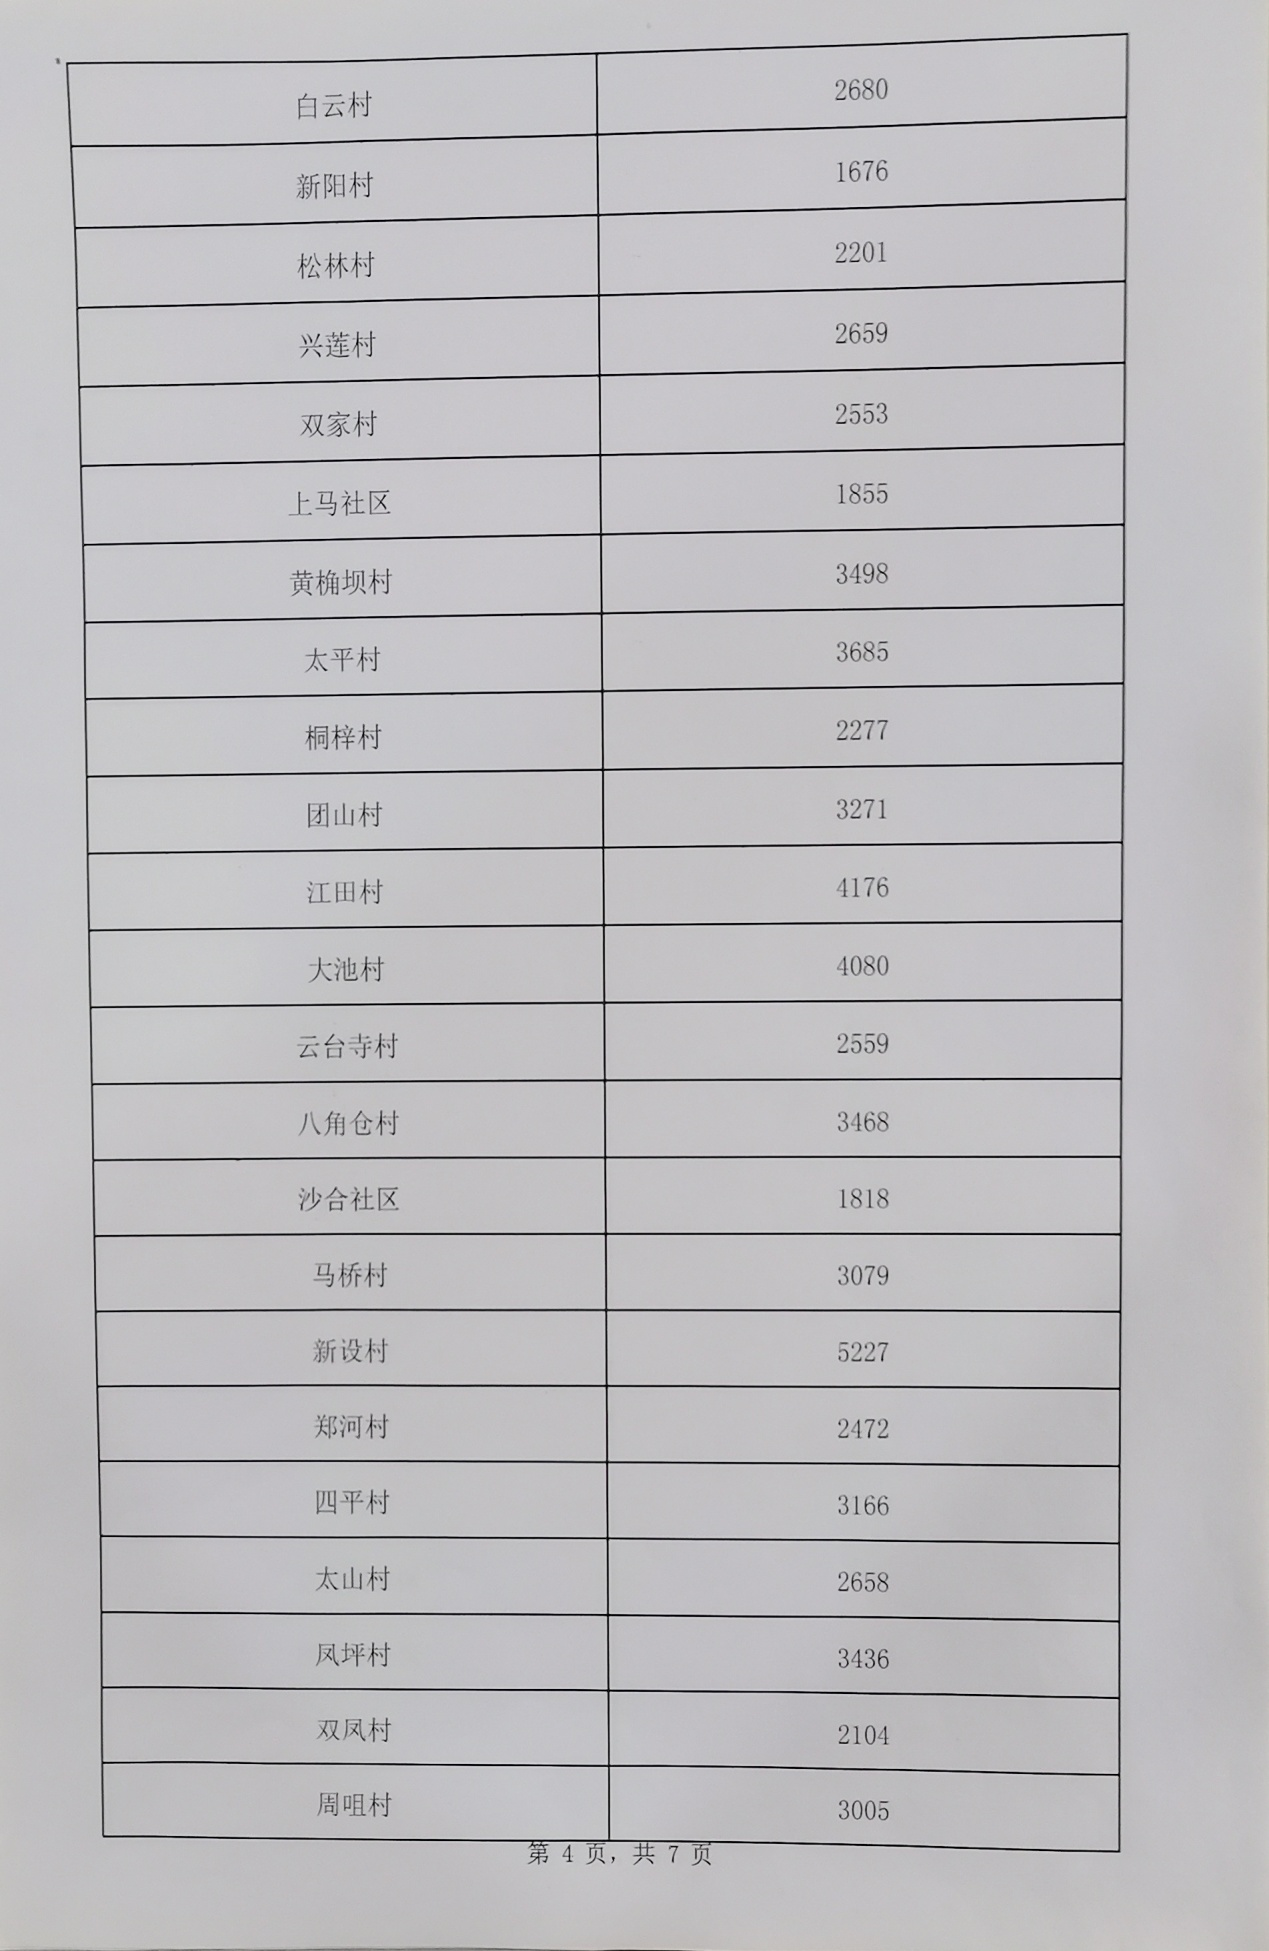 白云村 2680
新阳村 1676
松林村 2201
兴莲村 2659
双家村 2553
上马社区 1855
黄桷坝村 3498
太平村 3685
桐梓村 2277
团山村 3271
江田村 4176
大池村 4080
云台寺村 2559
八角仓村 3468
沙合社区 1818
马桥村 3079
新设村 5227
郑河村 2472
四平村 3166
太山村 2658
凤坪村 3436
双凤村 2104
周咀村 3005
第 4 页，共 7 页